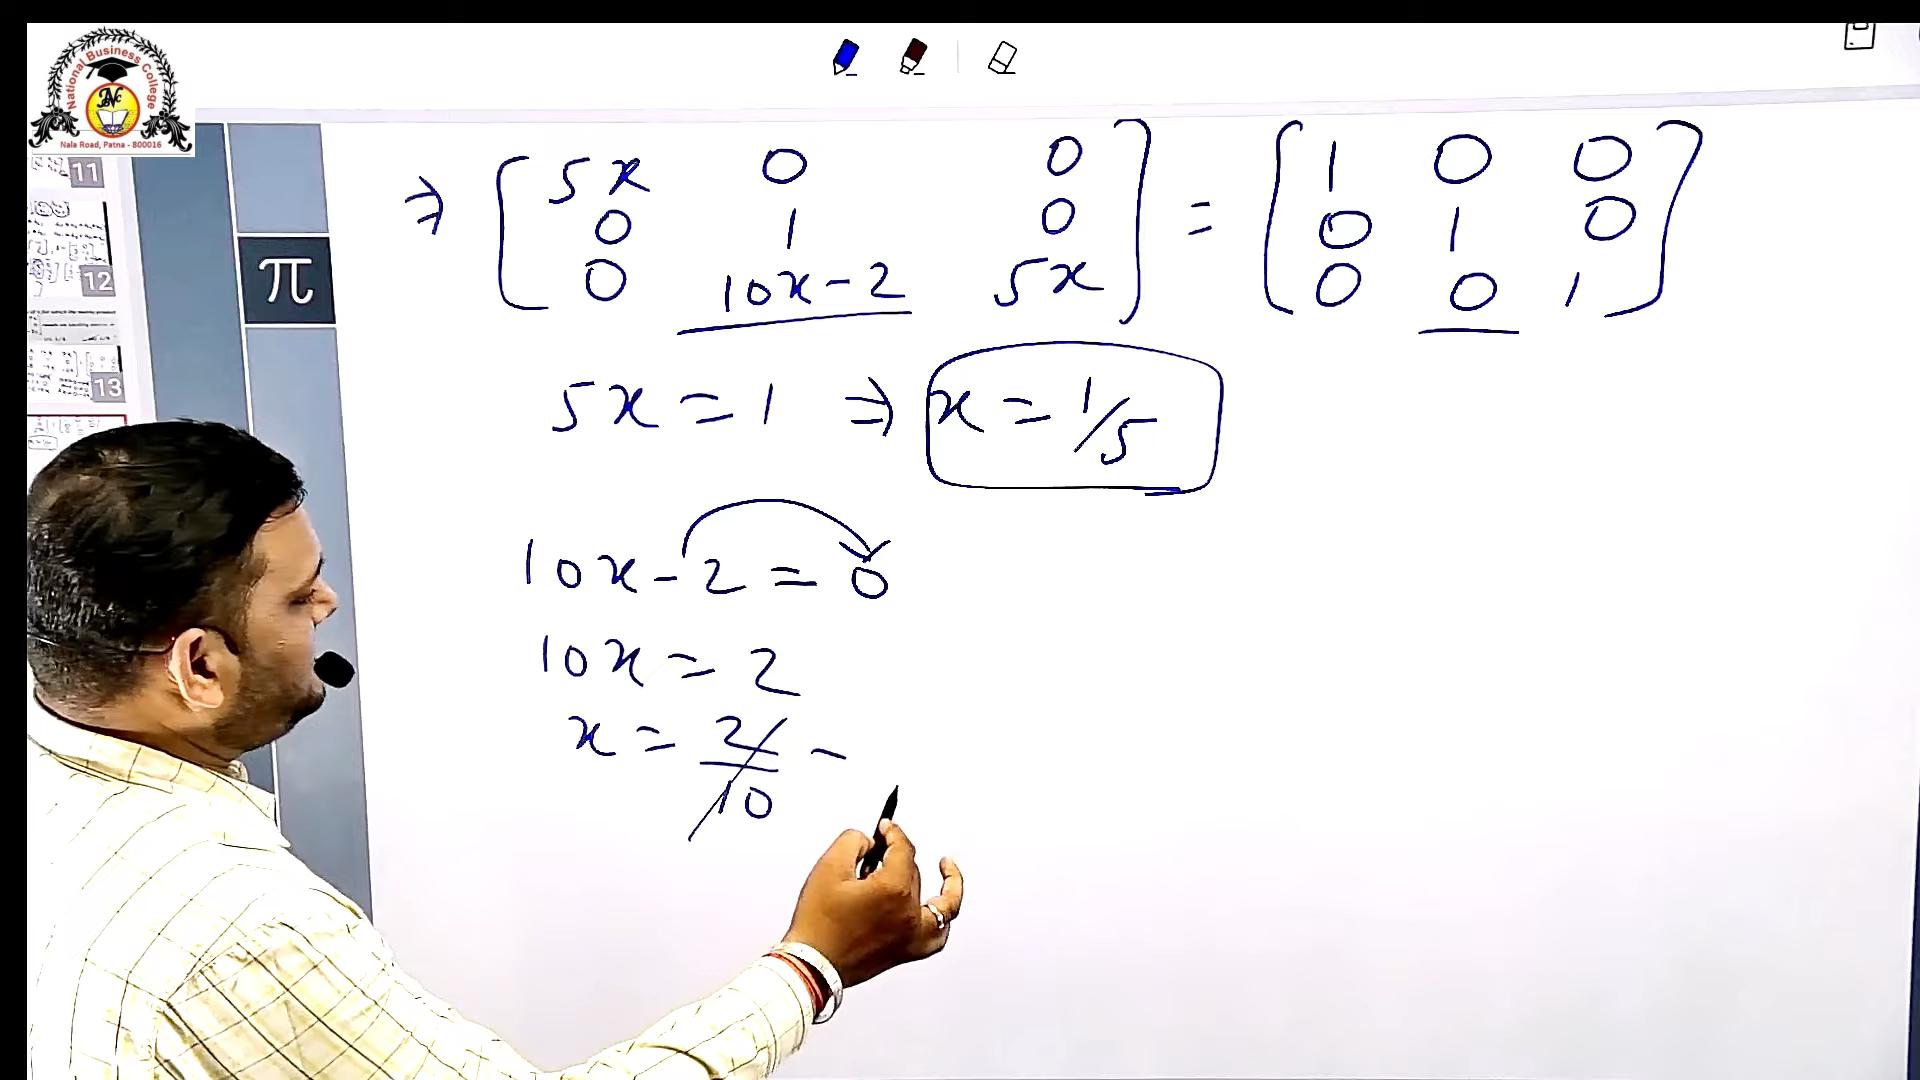 National Business College
NBC
Nala Road, Patna - 800016
11
12
13
π
⇒ [ 5x 0 0 ] = [ 1 0 0 ]
[ 0 1 0 ] [ 0 1 0 ]
[ 0 10x-2 5x ] [ 0 0 1 ]
5x = 1 ⇒ x = 1/5
10x - 2 = 0
10x = 2
x = 2/10 -